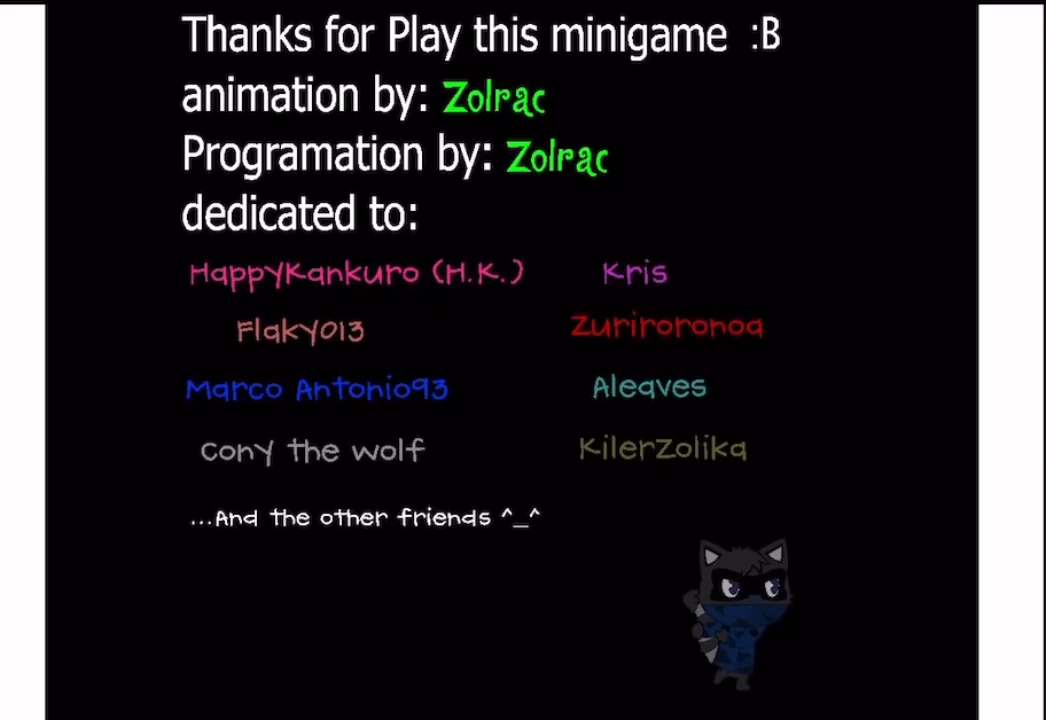 Thanks for Play this minigame :B
animation by: Zolrac
Programation by: Zolrac
dedicated to:
HappyKankuro (H.K.) Kris
Flaky013 Zuriroronoa
Marco Antonio93 Aleaves
Cony the wolf KilerZolika
...And the other friends ^_^